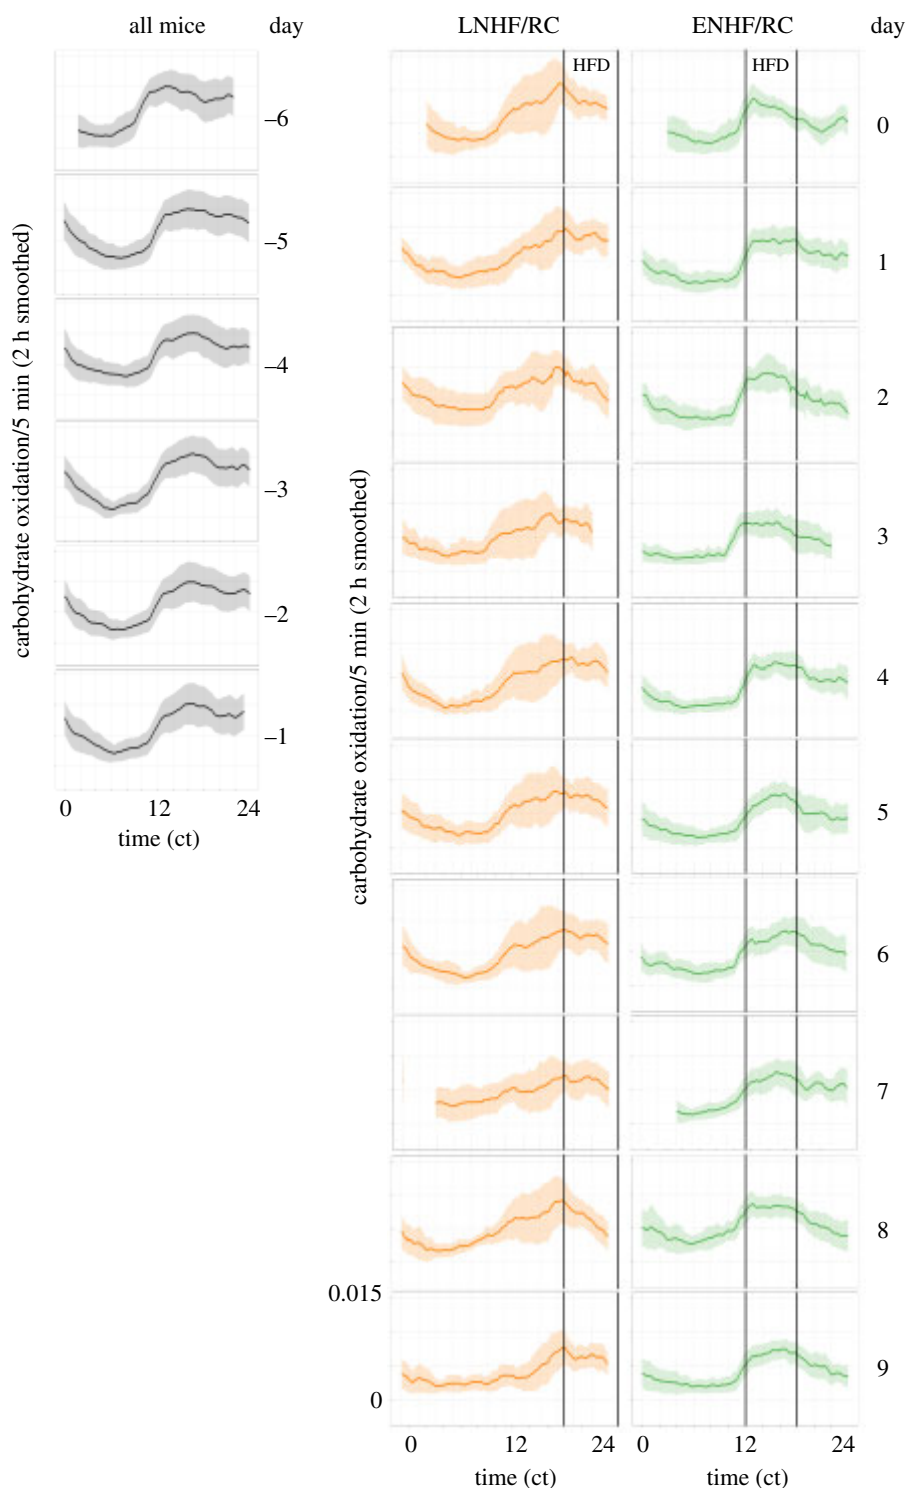 all mice
day
LNHF/RC
ENHF/RC
day
carbohydrate oxidation/5 min (2 h smoothed)
–6
–5
–4
–3
–2
–1
0
12
24
time (ct)
carbohydrate oxidation/5 min (2 h smoothed)
HFD
HFD
0
1
2
3
4
5
6
7
8
9
0.015
0
0
12
24
time (ct)
0
12
24
time (ct)